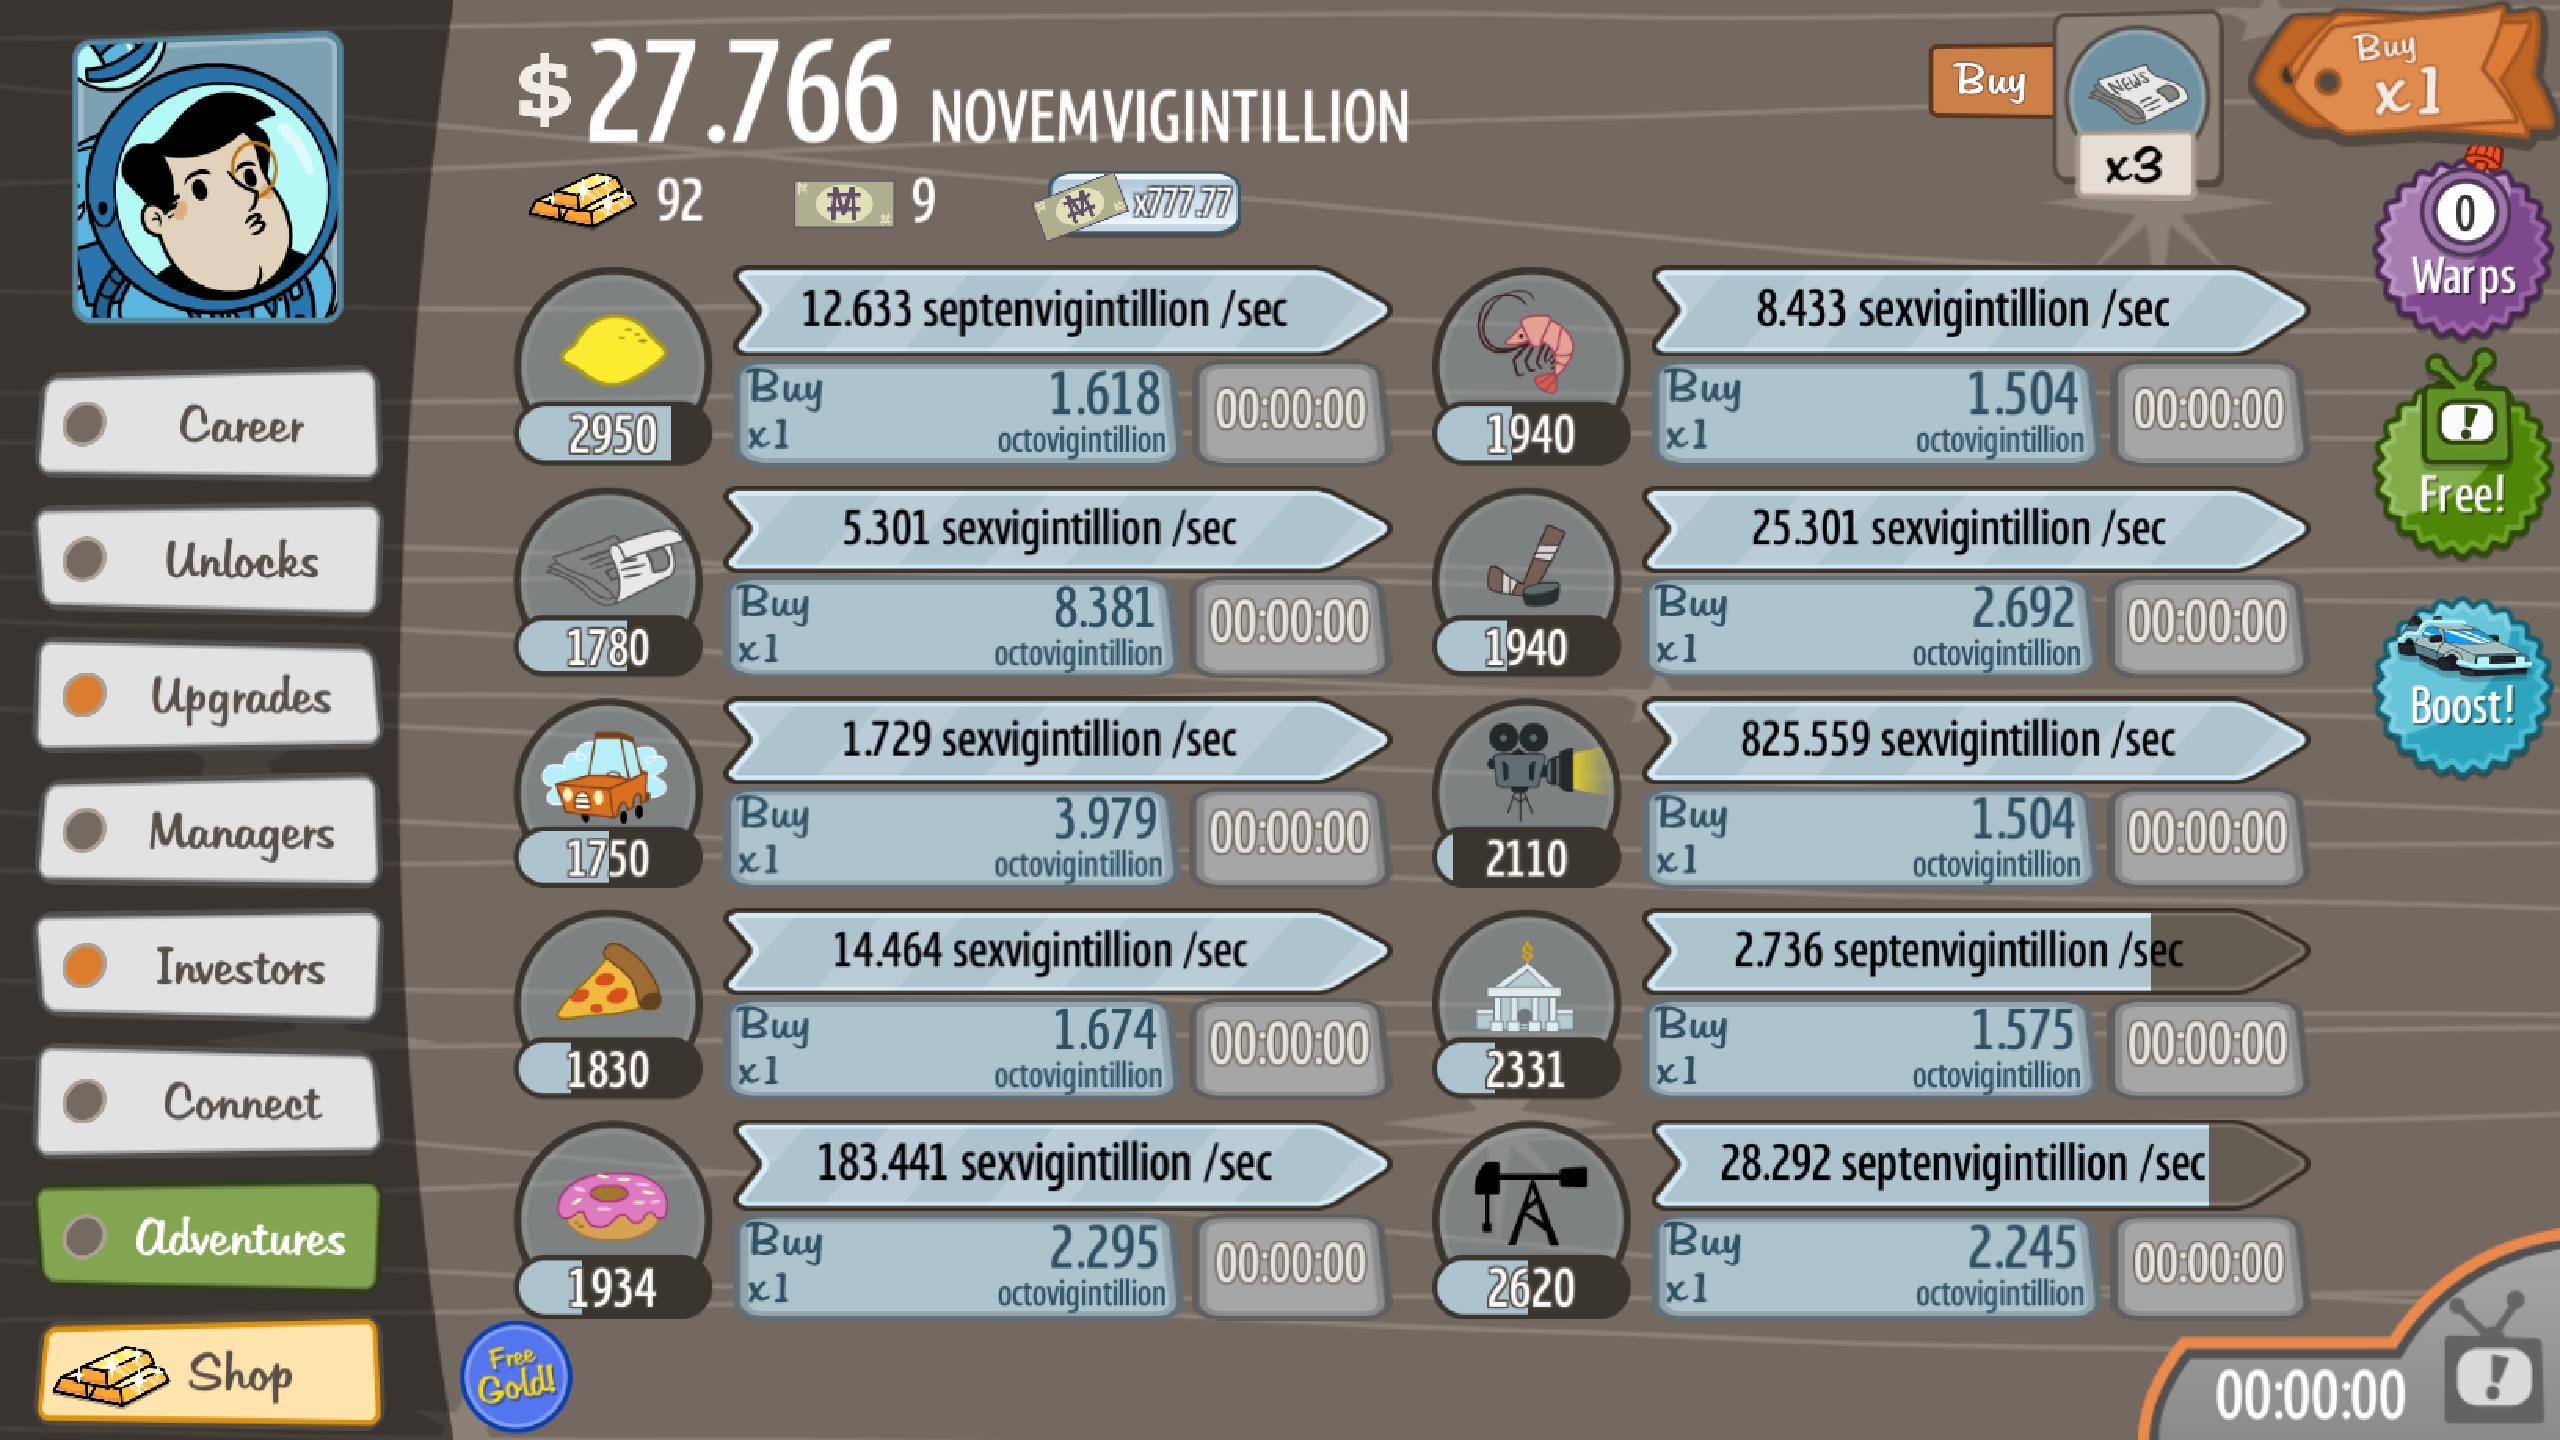 $27.766 NOVEMVIGINTILLION
92
9
x777.77
Buy
NEWS
x3
Buy
x1
0
Warps
Free!
Boost!
Career
Unlocks
Upgrades
Managers
Investors
Connect
Adventures
Shop
12.633 septenvigintillion /sec
2950
Buy
x1
1.618
octovigintillion
00:00:00
8.433 sexvigintillion /sec
1940
Buy
x1
1.504
octovigintillion
00:00:00
5.301 sexvigintillion /sec
1780
Buy
x1
8.381
octovigintillion
00:00:00
25.301 sexvigintillion /sec
1940
Buy
x1
2.692
octovigintillion
00:00:00
1.729 sexvigintillion /sec
1750
Buy
x1
3.979
octovigintillion
00:00:00
825.559 sexvigintillion /sec
2110
Buy
x1
1.504
octovigintillion
00:00:00
14.464 sexvigintillion /sec
1830
Buy
x1
1.674
octovigintillion
00:00:00
2.736 septenvigintillion /sec
2331
Buy
x1
1.575
octovigintillion
00:00:00
183.441 sexvigintillion /sec
1934
Buy
x1
2.295
octovigintillion
00:00:00
28.292 septenvigintillion /sec
2620
Buy
x1
2.245
octovigintillion
00:00:00
Free
Gold!
00:00:00